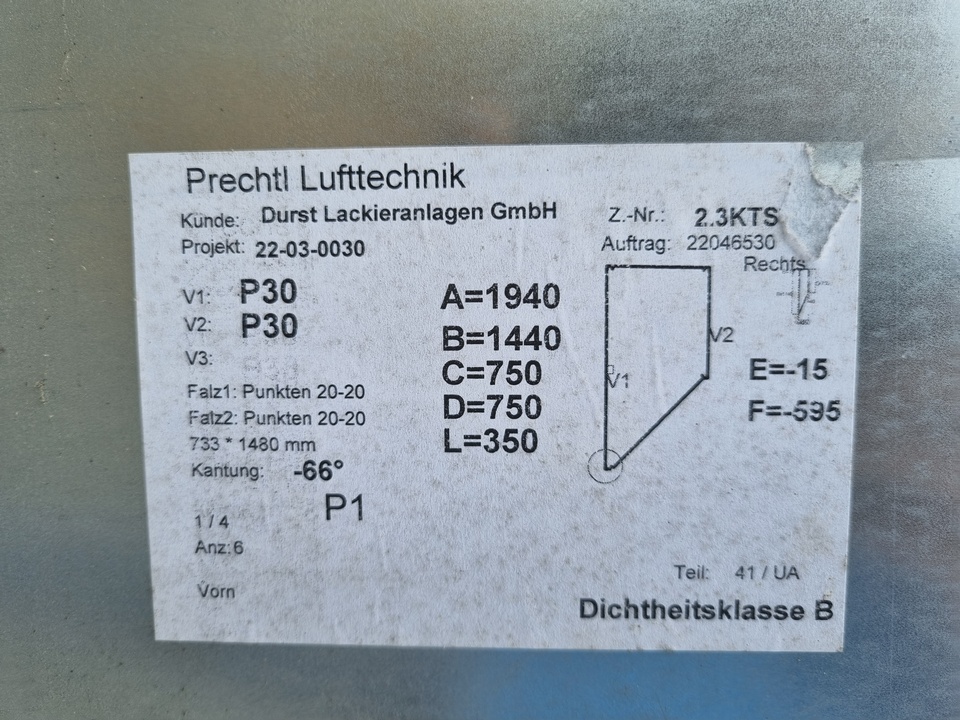 Prechtl Lufttechnik
Kunde: Durst Lackieranlagen GmbH
Z.-Nr.: 2.3KTS
Projekt: 22-03-0030
Auftrag: 22046530
Rechts
V1: P30
V2: P30
V3:
Falz1: Punkten 20-20
Falz2: Punkten 20-20
733 * 1480 mm
Kantung: -66°
P1
1 / 4
Anz:6
Vorn
A=1940
B=1440
C=750
D=750
L=350
V1
V2
E=-15
F=-595
Teil: 41 / UA
Dichtheitsklasse B